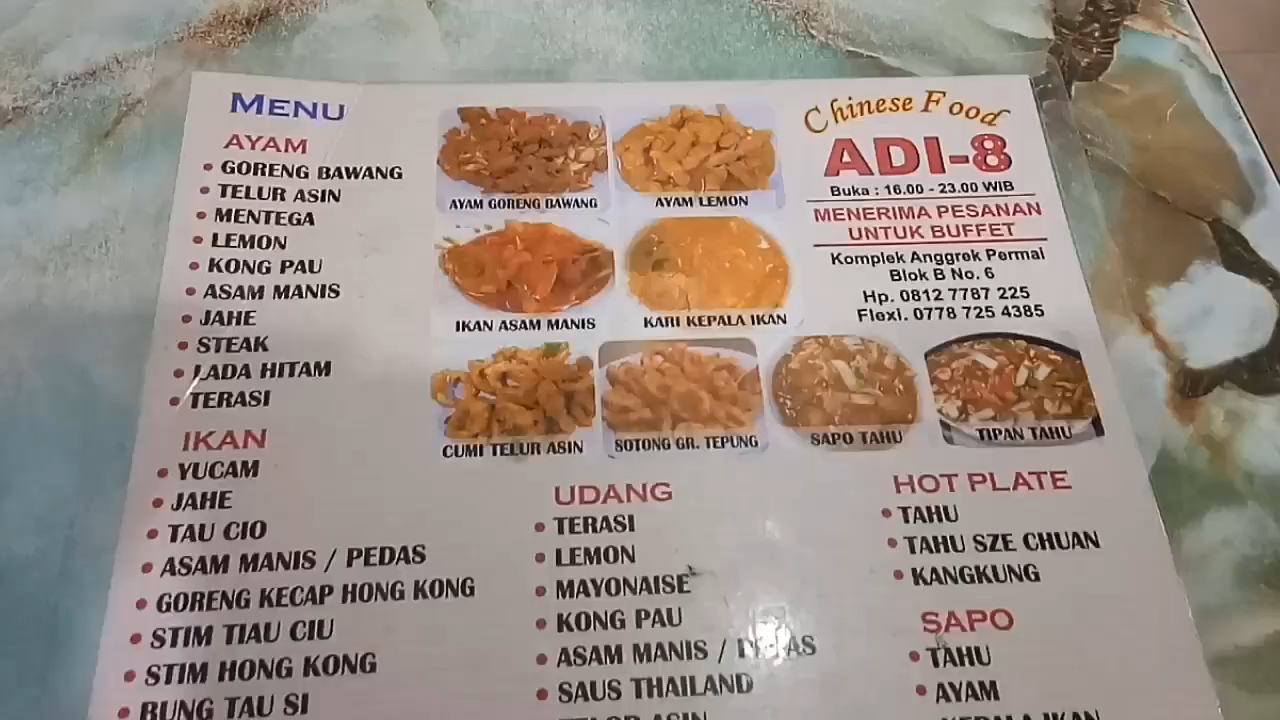 MENU
AYAM
GORENG BAWANG
TELUR ASIN
MENTEGA
LEMON
KONG PAU
ASAM MANIS
JAHE
STEAK
LADA HITAM
TERASI
IKAN
YUCAM
JAHE
TAU CIO
ASAM MANIS / PEDAS
GORENG KECAP HONG KONG
STIM TIAU CIU
STIM HONG KONG
BUNG TAU SI
AYAM GORENG BAWANG
AYAM LEMON
IKAN ASAM MANIS
KARI KEPALA IKAN
CUMI TELUR ASIN
SOTONG GR. TEPUNG
SAPO TAHU
TIPAN TAHU
Chinese Food
ADI-8
Buka : 16.00 - 23.00 WIB
MENERIMA PESANAN
UNTUK BUFFET
Komplek Anggrek Permai
Blok B No. 6
Hp. 0812 7787 225
Flexi. 0778 725 4385
UDANG
TERASI
LEMON
MAYONAISE
KONG PAU
ASAM MANIS / PEDAS
SAUS THAILAND
TELOR ASIN
HOT PLATE
TAHU
TAHU SZE CHUAN
KANGKUNG
SAPO
TAHU
AYAM
KEPALA IKAN